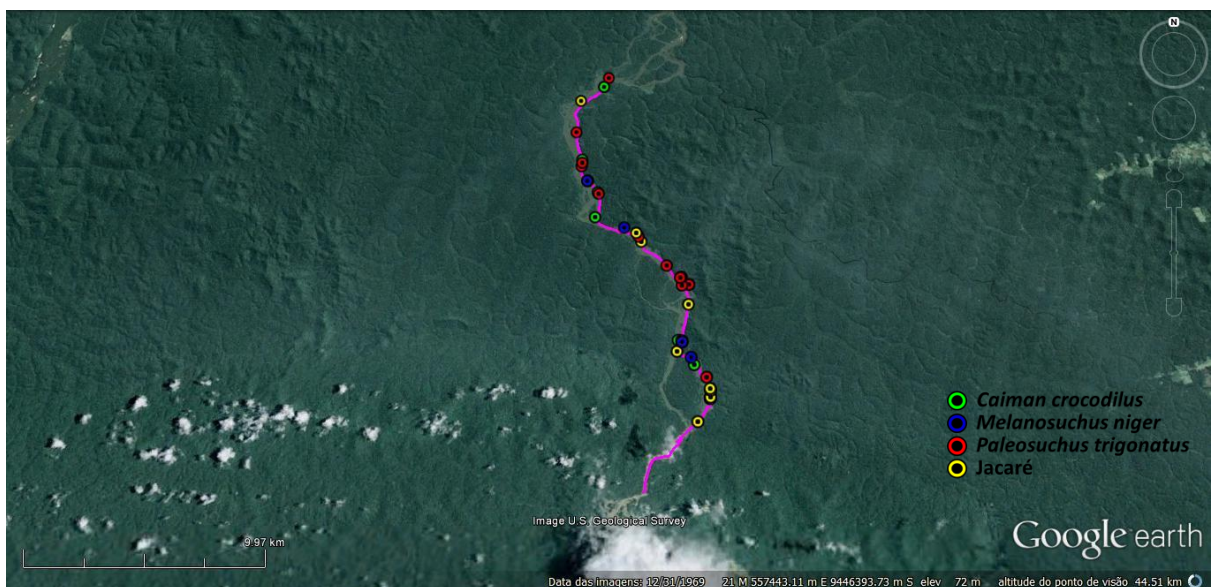 N
Caiman crocodilus
Melanosuchus niger
Paleosuchus trigonatus
Jacaré
Image U.S. Geological Survey
Google earth
9.97 km
Data das imagens: 12/31/1969 21 M 557443.11 m E 9446393.73 m S elev 72 m altitude do ponto de visão 44.51 km